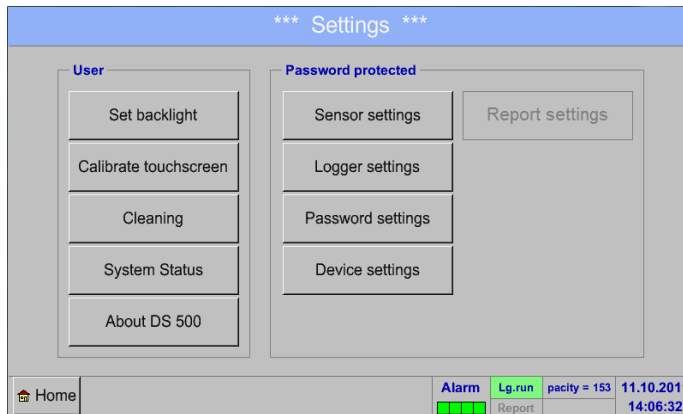 *** Settings ***
User
Set backlight
Calibrate touchscreen
Cleaning
System Status
About DS 500
Password protected
Sensor settings
Report settings
Logger settings
Password settings
Device settings
Home
Alarm
Lg.run
pacity = 153
11.10.201
Report
14:06:32